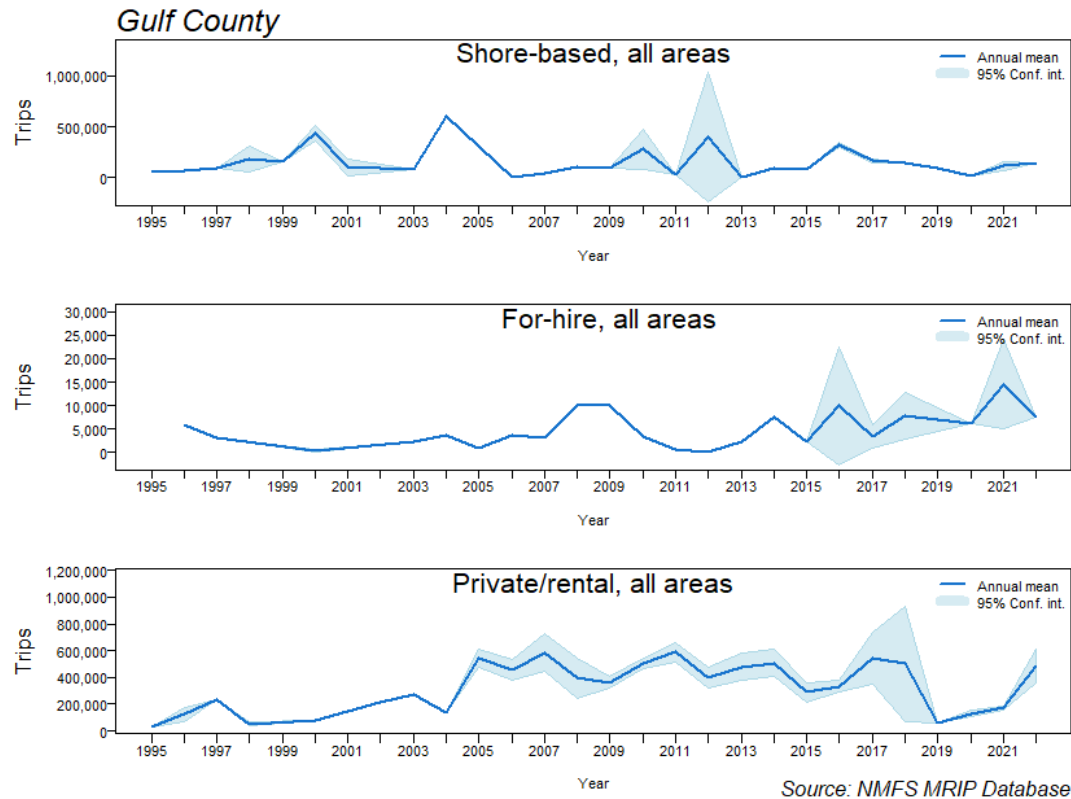 Gulf County
Shore-based, all areas
Annual mean
95% Conf. int.
Trips
1,000,000
500,000
0
1995 1997 1999 2001 2003 2005 2007 2009 2011 2013 2015 2017 2019 2021
Year
For-hire, all areas
Annual mean
95% Conf. int.
Trips
30,000
25,000
20,000
15,000
10,000
5,000
0
1995 1997 1999 2001 2003 2005 2007 2009 2011 2013 2015 2017 2019 2021
Year
Private/rental, all areas
Annual mean
95% Conf. int.
Trips
1,200,000
1,000,000
800,000
600,000
400,000
200,000
0
1995 1997 1999 2001 2003 2005 2007 2009 2011 2013 2015 2017 2019 2021
Year
Source: NMFS MRIP Database